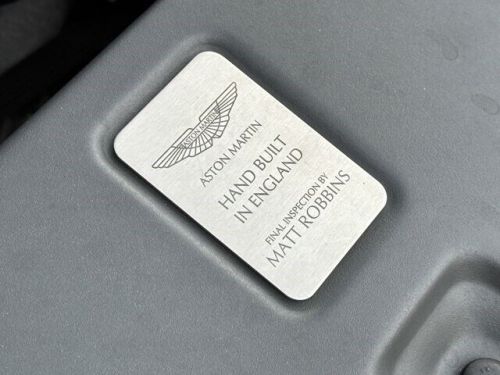 ASTON MARTIN
ASTON MARTIN
HAND BUILT
IN ENGLAND
FINAL INSPECTION BY
MATT ROBBINS